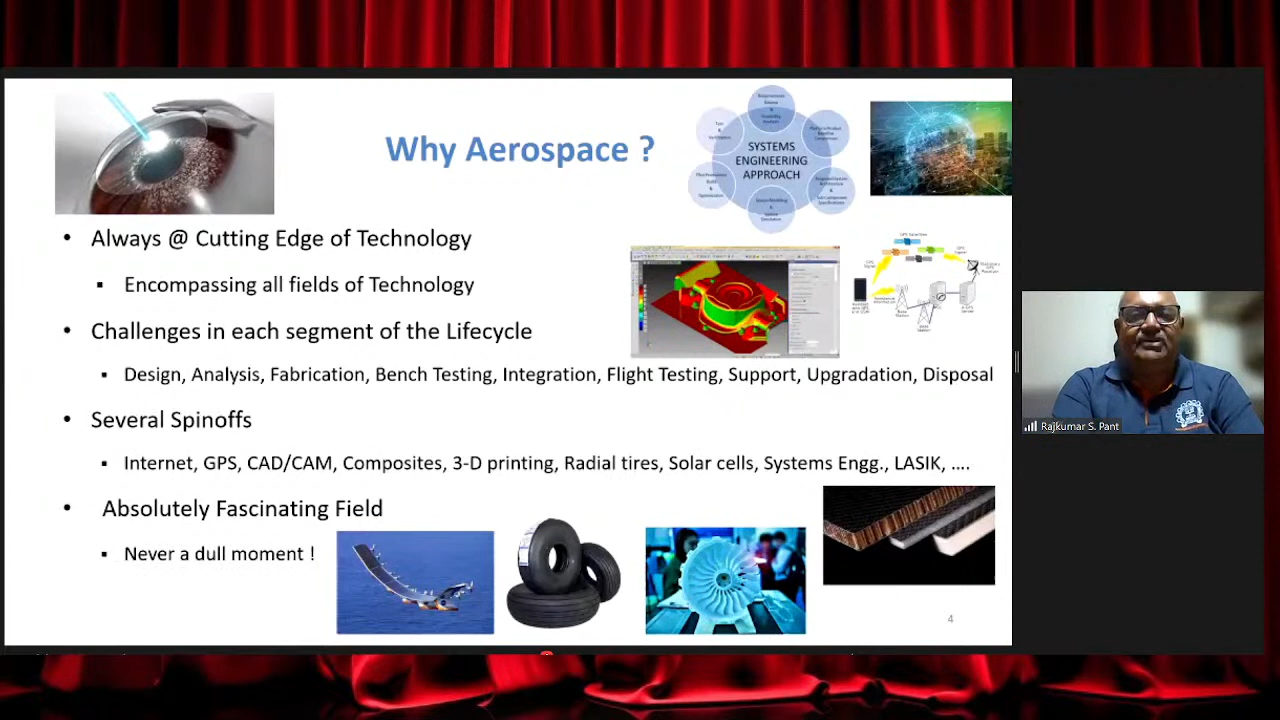 Why Aerospace ?
SYSTEMS
ENGINEERING
APPROACH
• Always @ Cutting Edge of Technology
▪ Encompassing all fields of Technology
• Challenges in each segment of the Lifecycle
▪ Design, Analysis, Fabrication, Bench Testing, Integration, Flight Testing, Support, Upgradation, Disposal
• Several Spinoffs
▪ Internet, GPS, CAD/CAM, Composites, 3-D printing, Radial tires, Solar cells, Systems Engg., LASIK, ....
• Absolutely Fascinating Field
▪ Never a dull moment !
4
Rajkumar S. Pant